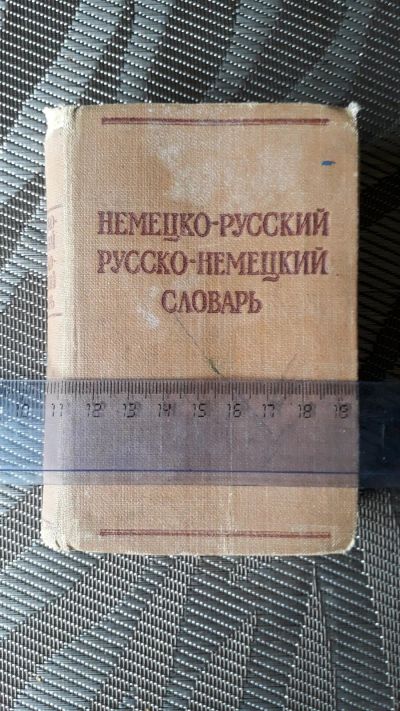 НЕМЕЦКО-РУССКИЙ
РУССКО-НЕМЕЦКИЙ
СЛОВАРЬ
10 11 12 13 14 15 16 17 18 19